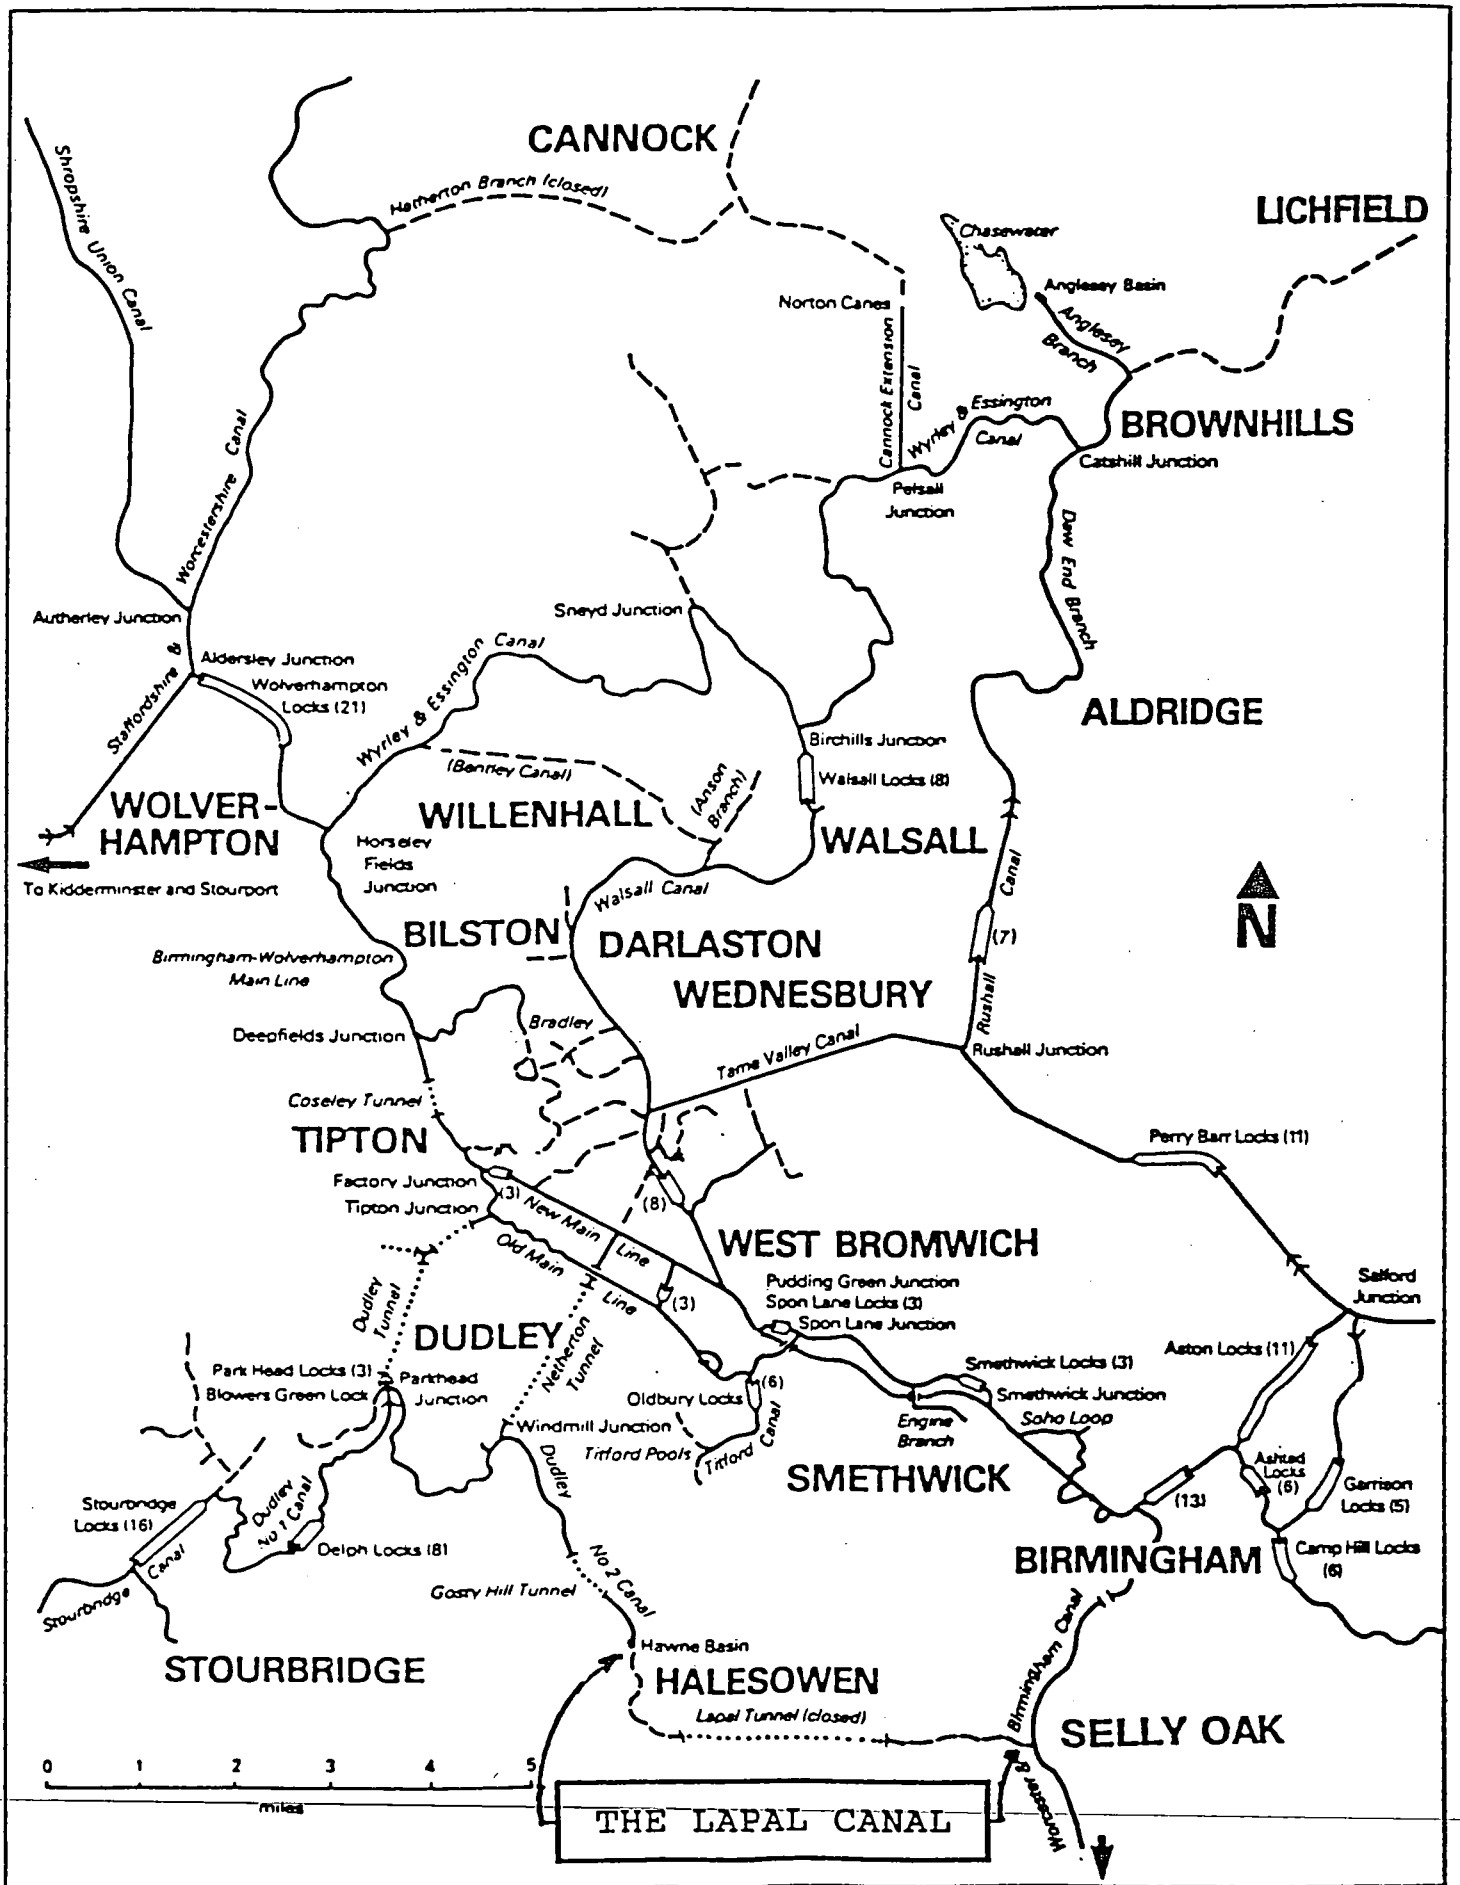 CANNOCK
Shropshire Union Canal
Hatherton Branch (closed)
LICHFIELD
Chasewater
Anglesey Basin
Norton Canes
Anglesey
Branch
Cannock Extension
Canal
Wyrley & Essington
Canal
BROWNHILLS
Catshill Junction
Pelsall
Junction
Worcestershire Canal
Daw End Branch
Autherley Junction
Sneyd Junction
Staffordshire &
Aldersley Junction
Wolverhampton
Locks (21)
Wyrley & Essington Canal
ALDRIDGE
Birchills Junction
(Bentley Canal)
(Anson
Branch)
Walsall Locks (8)
WOLVER-
HAMPTON
WILLENHALL
WALSALL
Horseley
Fields
Junction
To Kidderminster and Stourport
Walsall Canal
Canal
N
BILSTON
DARLASTON
(7)
Birmingham-Wolverhampton
Main Line
WEDNESBURY
Rushall
Deepfields Junction
Bradley
Tame Valley Canal
Rushall Junction
Coseley Tunnel
TIPTON
Perry Barr Locks (11)
Factory Junction
(3)
Tipton Junction
New Main
Line
(8)
Old Main
Line
WEST BROMWICH
Pudding Green Junction
Spon Lane Locks (3)
Spon Lane Junction
Salford
Junction
Dudley
Tunnel
(3)
DUDLEY
Netherton
Tunnel
Aston Locks (11)
Park Head Locks (3)
Blowers Green Lock
Parkhead
Junction
Smethwick Locks (3)
Smethwick Junction
Oldbury Locks
(6)
Engine
Branch
Soho Loop
Windmill Junction
Titford Pools
Titford Canal
SMETHWICK
Ashted
Locks
(6)
Garrison
Locks (5)
(13)
Stourbridge
Locks (16)
Dudley
No 1 Canal
Delph Locks (8)
Dudley
No.2 Canal
BIRMINGHAM
Camp Hill Locks
(6)
Stourbridge Canal
Gosty Hill Tunnel
Hawne Basin
STOURBRIDGE
HALESOWEN
Lapal Tunnel (closed)
Birmingham Canal
SELLY OAK
Worcester &
0 1 2 3 4 5
miles
THE LAPAL CANAL